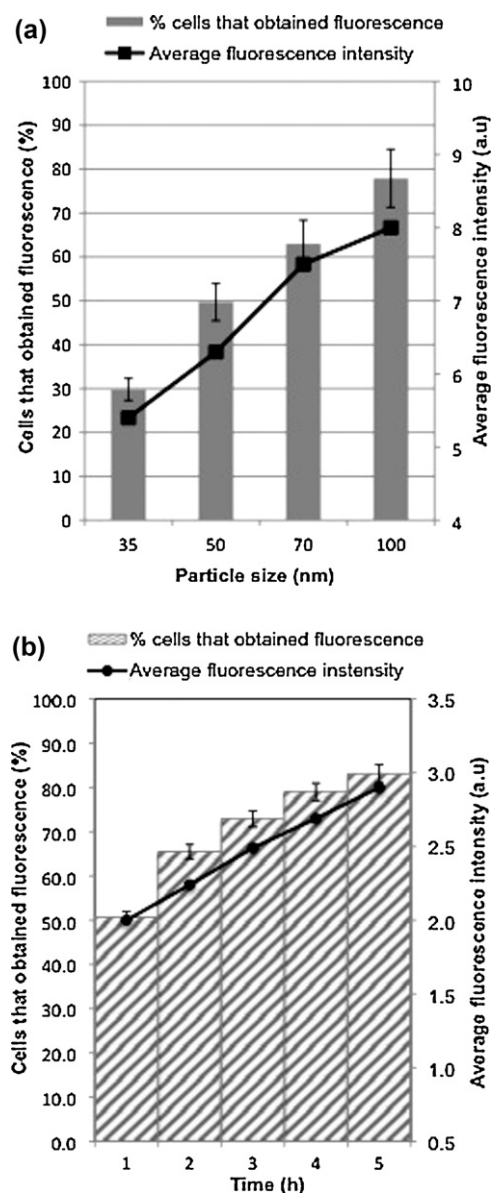 (a)
% cells that obtained fluorescence
Average fluorescence intensity
Cells that obtained fluorescence (%)
100
90
80
70
60
50
40
30
20
10
0
10
9
8
7
6
5
4
Average fluorescence intensity (a.u)
35 50 70 100
Particle size (nm)
(b)
% cells that obtained fluorescence
Average fluorescence instensity
Cells that obtained fluorescence (%)
100.0
90.0
80.0
70.0
60.0
50.0
40.0
30.0
20.0
10.0
0.0
3.5
3.0
2.5
2.0
1.5
1.0
0.5
Average fluoroscence intensity (a.u)
1 2 3 4 5
Time (h)